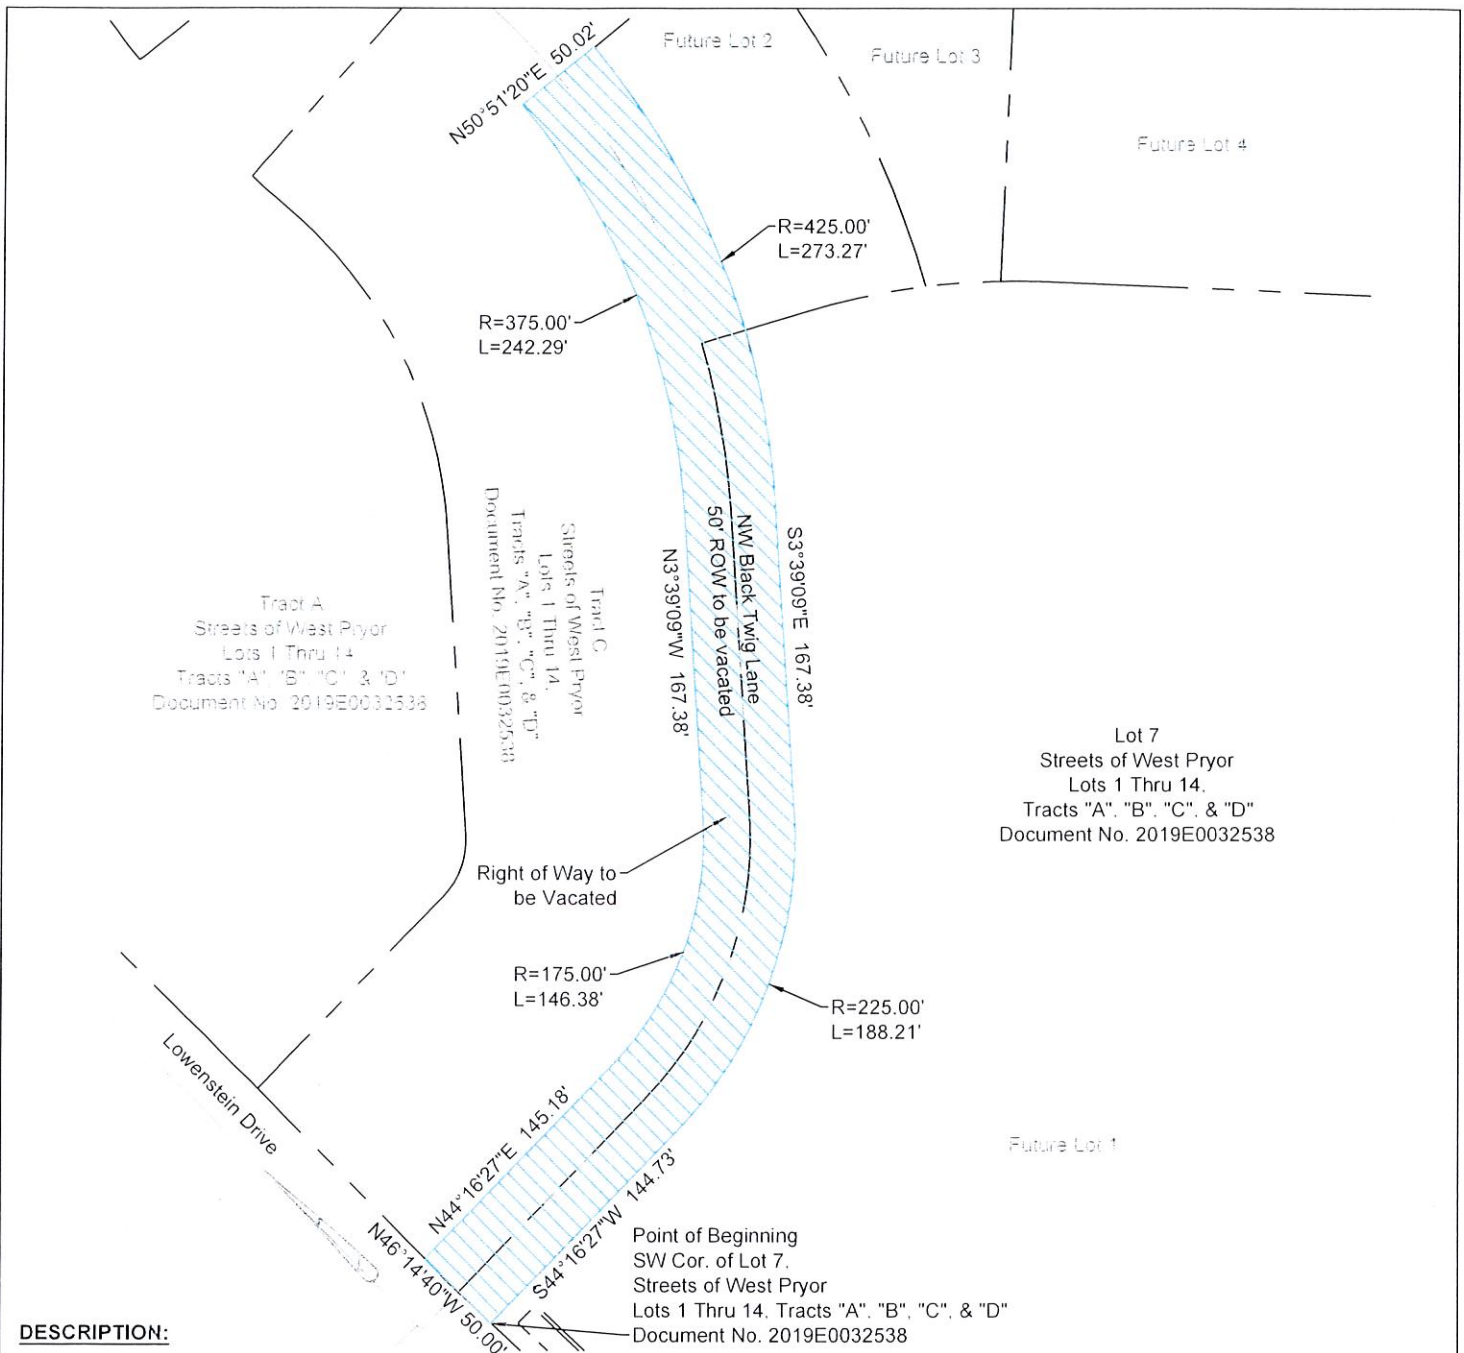 Future Lot 2
Future Lot 3
Future Lot 4
N50°51'20"E 50.02'
R=425.00'
L=273.27'
R=375.00'
L=242.29'
Tract A
Streets of West Pryor
Lots 1 Thru 14
Tracts "A", "B", "C", & "D"
Document No. 2019E0032538
Tract C
Streets of West Pryor
Lots 1 Thru 14,
Tracts "A", "B", "C", & "D"
Document No. 2019E0032538
N3°39'09"W 167.38'
NW Black Twig Lane
50' ROW to be vacated
S3°39'09"E 167.38'
Lot 7
Streets of West Pryor
Lots 1 Thru 14.
Tracts "A". "B". "C". & "D"
Document No. 2019E0032538
Right of Way to
be Vacated
R=175.00'
L=146.38'
R=225.00'
L=188.21'
Lowenstein Drive
N44°16'27"E 145.18'
S44°16'27"W 144.73'
N46°14'40"W 50.00'
Future Lot 1
Point of Beginning
SW Cor. of Lot 7.
Streets of West Pryor
Lots 1 Thru 14. Tracts "A". "B", "C", & "D"
Document No. 2019E0032538
DESCRIPTION: